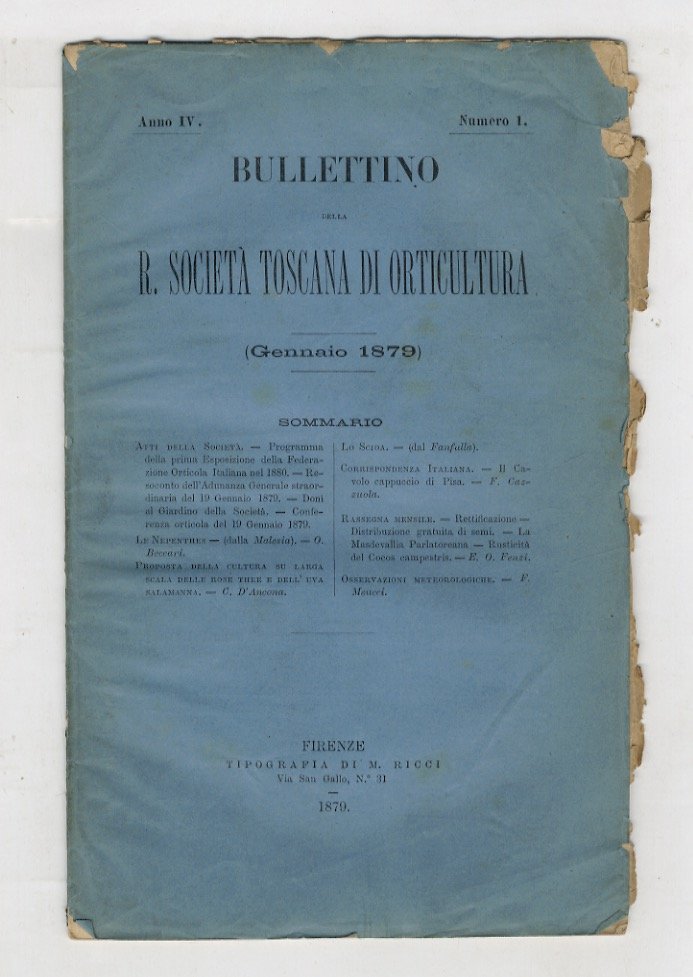 Anno IV.
Numero 1.
BULLETTINO
DELLA
R. SOCIETÀ TOSCANA DI ORTICULTURA
(Gennaio 1879)
SOMMARIO
ATTI DELLA SOCIETÀ. — Programma
della prima Esposizione della Federa-
zione Orticola Italiana nel 1880. — Re-
soconto dell'Adunanza Generale straor-
dinaria del 19 Gennaio 1879. — Doni
al Giardino della Società. — Confe-
renza orticola del 19 Gennaio 1879.
LE NEPENTHES — (dalla Malesia). — O.
Beccari.
PROPOSTA DELLA CULTURA SU LARGA
SCALA DELLE ROSE THEE E DELL'UVA
SALAMANNA. — C. D'Ancona.
LO SCIOA. — (dal Fanfulla).
CORRISPONDENZA ITALIANA. — Il Ca-
volo cappuccio di Pisa. — F. Caz-
zuola.
RASSEGNA MENSILE. — Rettificazione —
Distribuzione gratuita di semi. — La
Masdevallia Parlatoreana — Rusticità
del Cocos campestris. — E. O. Fenzi.
OSSERVAZIONI METEOROLOGICHE. — F.
Meucci.
FIRENZE
TIPOGRAFIA DI M. RICCI
Via San Gallo, N.° 31
1879.